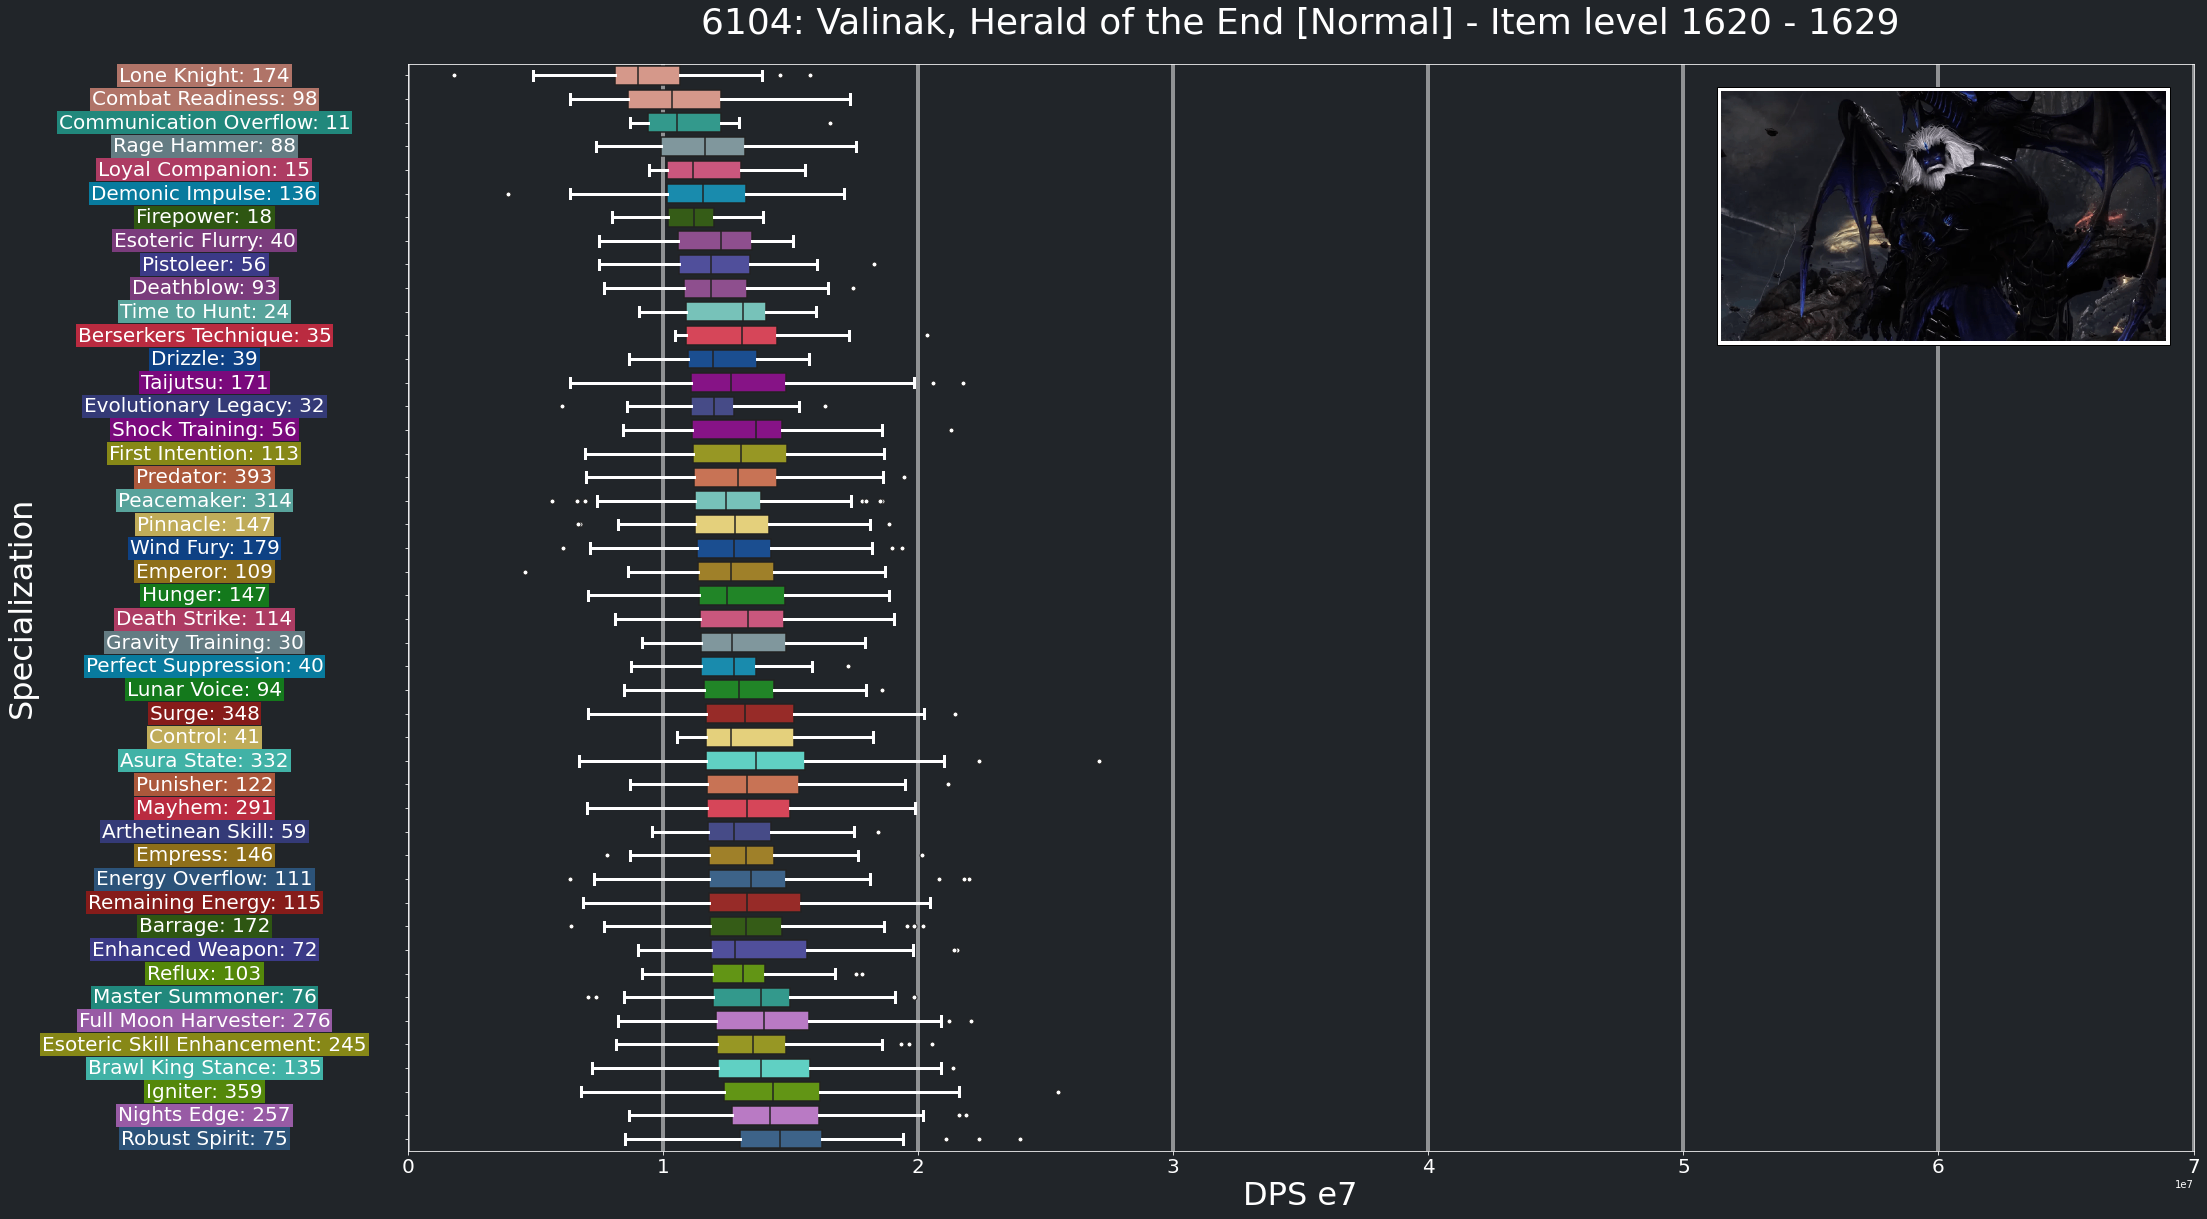 6104: Valinak, Herald of the End [Normal] - Item level 1620 - 1629
Specialization
Lone Knight: 174
Combat Readiness: 98
Communication Overflow: 11
Rage Hammer: 88
Loyal Companion: 15
Demonic Impulse: 136
Firepower: 18
Esoteric Flurry: 40
Pistoleer: 56
Deathblow: 93
Time to Hunt: 24
Berserkers Technique: 35
Drizzle: 39
Taijutsu: 171
Evolutionary Legacy: 32
Shock Training: 56
First Intention: 113
Predator: 393
Peacemaker: 314
Pinnacle: 147
Wind Fury: 179
Emperor: 109
Hunger: 147
Death Strike: 114
Gravity Training: 30
Perfect Suppression: 40
Lunar Voice: 94
Surge: 348
Control: 41
Asura State: 332
Punisher: 122
Mayhem: 291
Arthetinean Skill: 59
Empress: 146
Energy Overflow: 111
Remaining Energy: 115
Barrage: 172
Enhanced Weapon: 72
Reflux: 103
Master Summoner: 76
Full Moon Harvester: 276
Esoteric Skill Enhancement: 245
Brawl King Stance: 135
Igniter: 359
Nights Edge: 257
Robust Spirit: 75
0 1 2 3 4 5 6 7
1e7
DPS e7